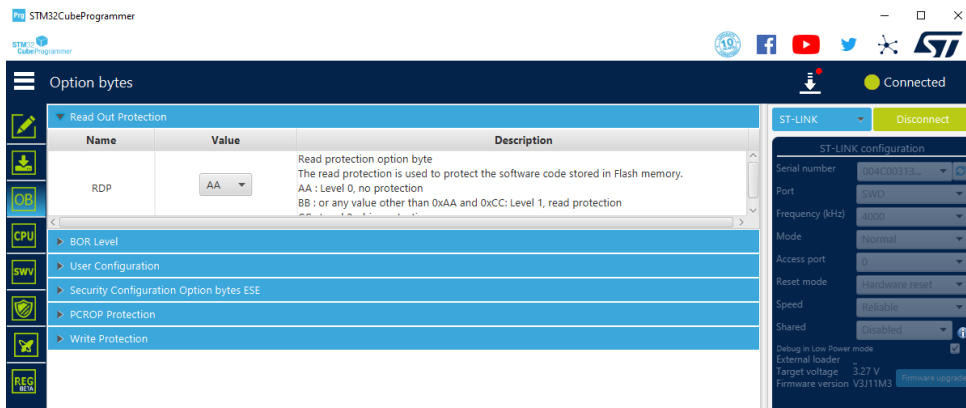 Prg STM32CubeProgrammer
STM32
CubeProgrammer
10
Option bytes
Connected
Read Out Protection
Name Value Description
RDP
AA
Read protection option byte
The read protection is used to protect the software code stored in Flash memory.
AA : Level 0, no protection
BB : or any value other than 0xAA and 0xCC: Level 1, read protection
OB
CPU
SWV
REG
BETA
BOR Level
User Configuration
Security Configuration Option bytes ESE
PCROP Protection
Write Protection
ST-LINK Disconnect
ST-LINK configuration
Serial number 004C00313...
Port SWD
Frequency (kHz) 4000
Mode Normal
Access port 0
Reset mode Hardware reset
Speed Reliable
Shared Disabled
Debug in Low Power mode
External loader _
Target voltage 3.27 V
Firmware version V3J11M3 Firmware upgrade